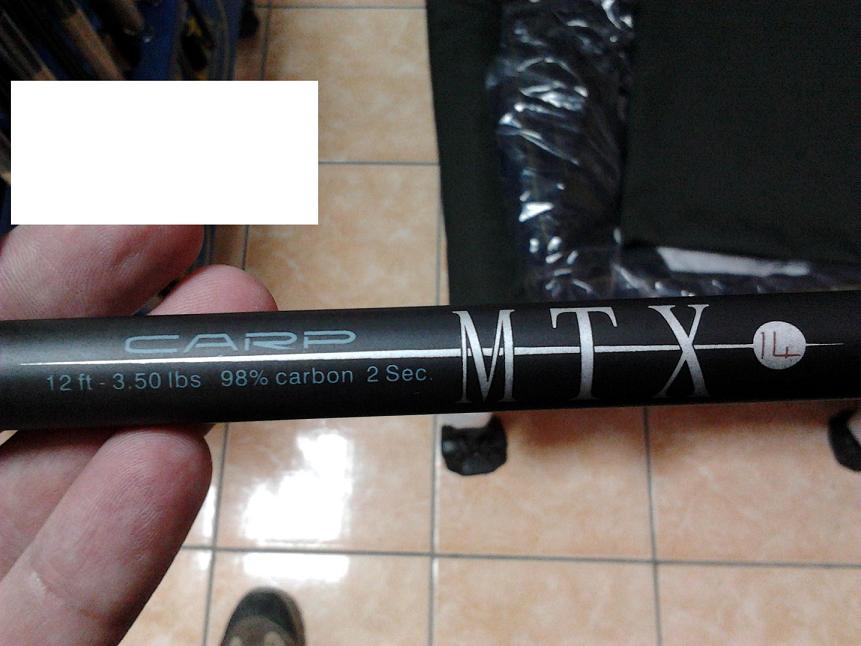 CARP
12 ft - 3.50 lbs 98% carbon 2 Sec.
MTX 14